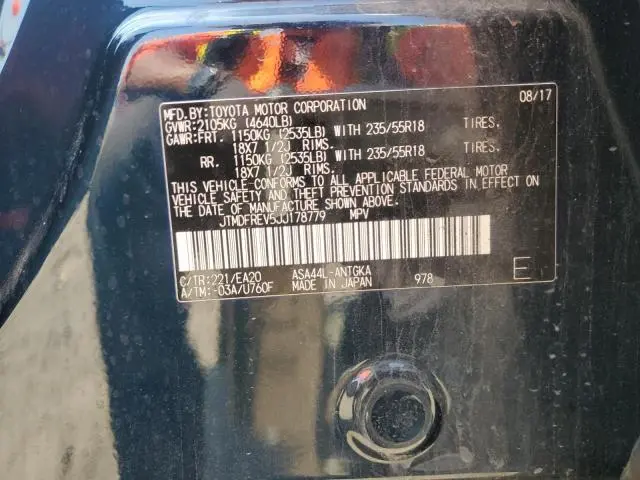 MFD.BY:TOYOTA MOTOR CORPORATION 08/17
GVWR:2105KG (4640LB)
GAWR:FRT. 1150KG (2535LB) WITH 235/55R18 TIRES.
18X7 1/2J RIMS.
RR. 1150KG (2535LB) WITH 235/55R18 TIRES.
18X7 1/2J RIMS.
THIS VEHICLE CONFORMS TO ALL APPLICABLE FEDERAL MOTOR
VEHICLE SAFETY AND THEFT PREVENTION STANDARDS IN EFFECT ON
THE DATE OF MANUFACTURE SHOWN ABOVE.
JTMDFREV5JJ178779 MPV
C/TR:221/EA20 ASA44L-ANTGKA
A/TM:-03A/U760F MADE IN JAPAN 978 E